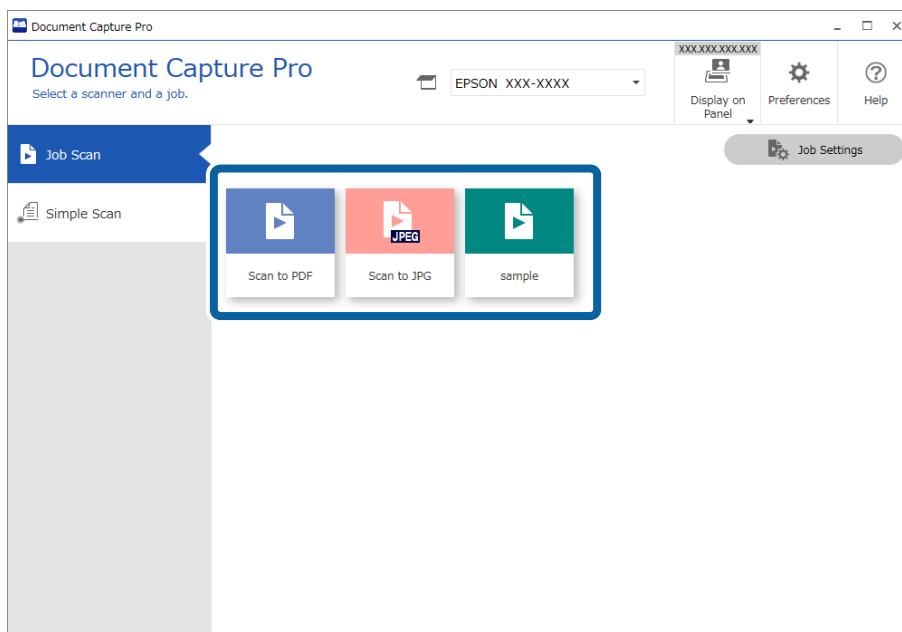 Document Capture Pro
Document Capture Pro
Select a scanner and a job.
EPSON XXX-XXXX
XXX.XXX.XXX.XXX
Display on
Panel
Preferences
Help
Job Scan
Job Settings
Simple Scan
JPEG
Scan to PDF
Scan to JPG
sample